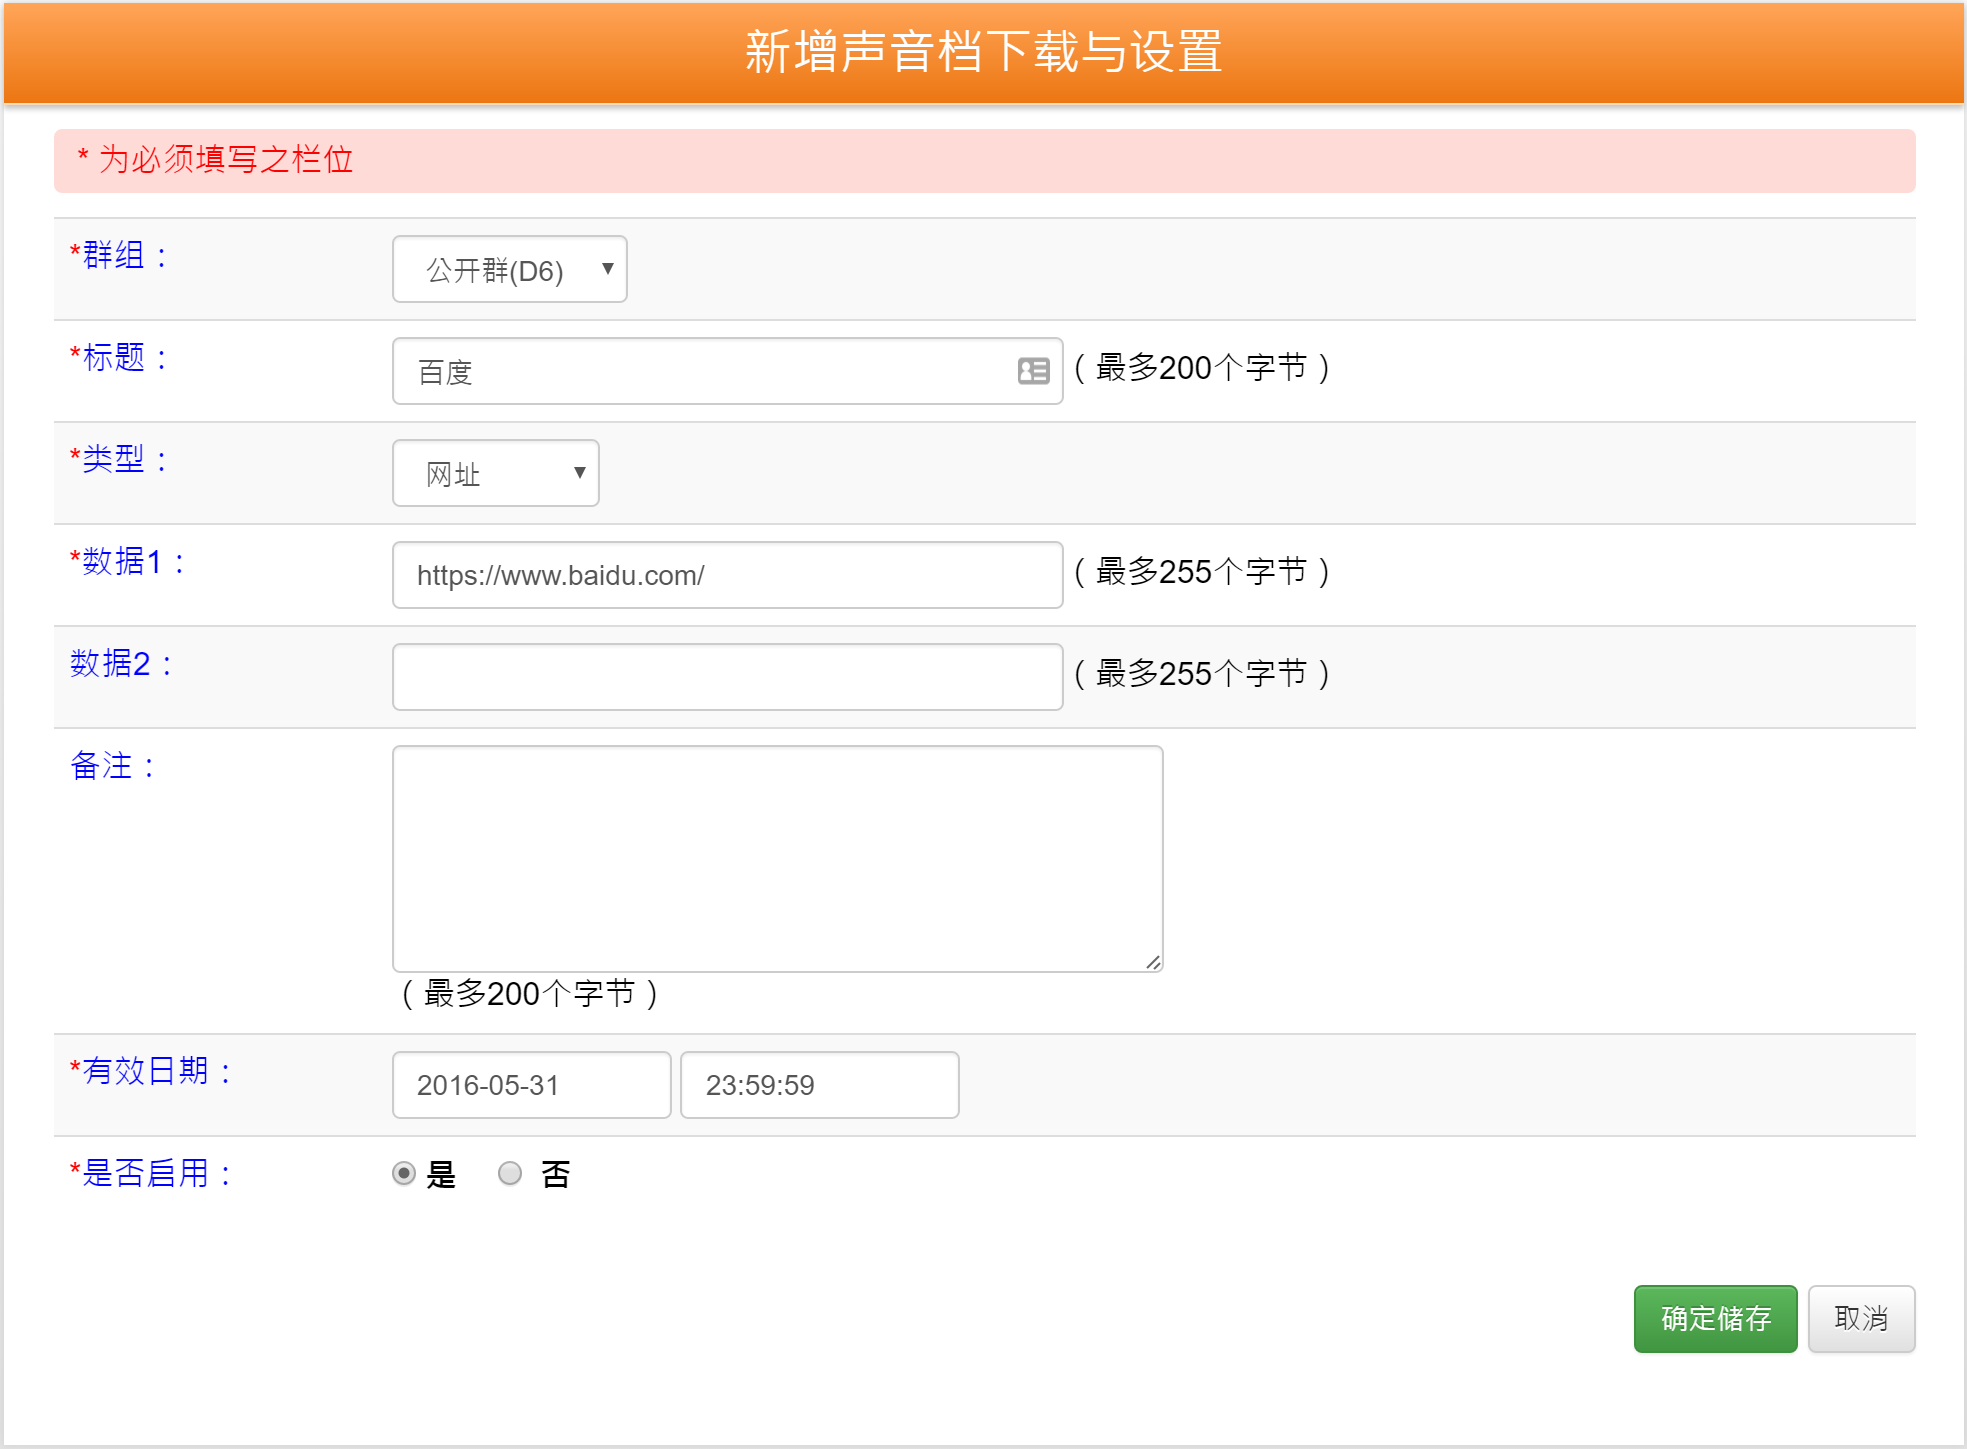 新增声音档下载与设置
* 为必须填写之栏位
*群组：
公开群(D6)
*标题：
百度
（最多200个字节）
*类型：
网址
*数据1：
https://www.baidu.com/
（最多255个字节）
数据2：
（最多255个字节）
备注：
（最多200个字节）
*有效日期：
2016-05-31
23:59:59
*是否启用：
是 否
确定储存 取消